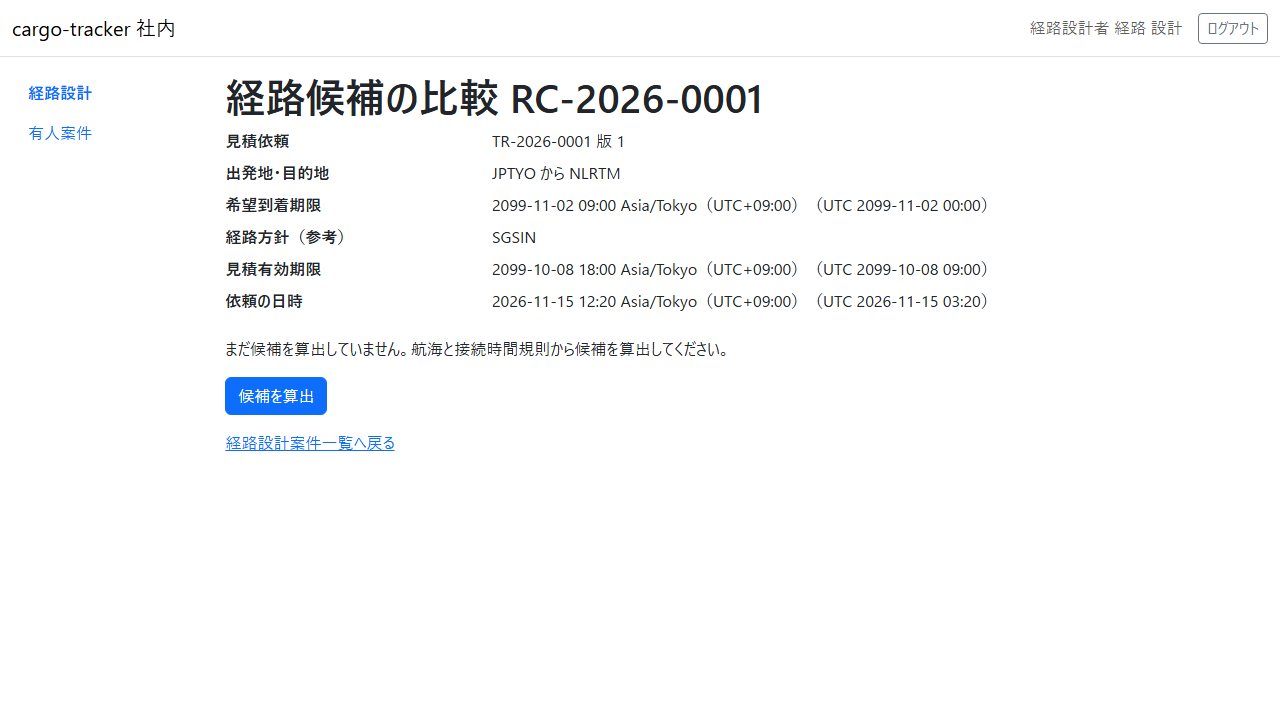 cargo-tracker 社内
経路設計者 経路 設計
ログアウト
経路設計
有人案件
経路候補の比較 RC-2026-0001
見積依頼 TR-2026-0001 版 1
出発地・目的地 JPTYO から NLRTM
希望到着期限 2099-11-02 09:00 Asia/Tokyo（UTC+09:00）（UTC 2099-11-02 00:00）
経路方針（参考） SGSIN
見積有効期限 2099-10-08 18:00 Asia/Tokyo（UTC+09:00）（UTC 2099-10-08 09:00）
依頼の日時 2026-11-15 12:20 Asia/Tokyo（UTC+09:00）（UTC 2026-11-15 03:20）
まだ候補を算出していません。航海と接続時間規則から候補を算出してください。
候補を算出
経路設計案件一覧へ戻る